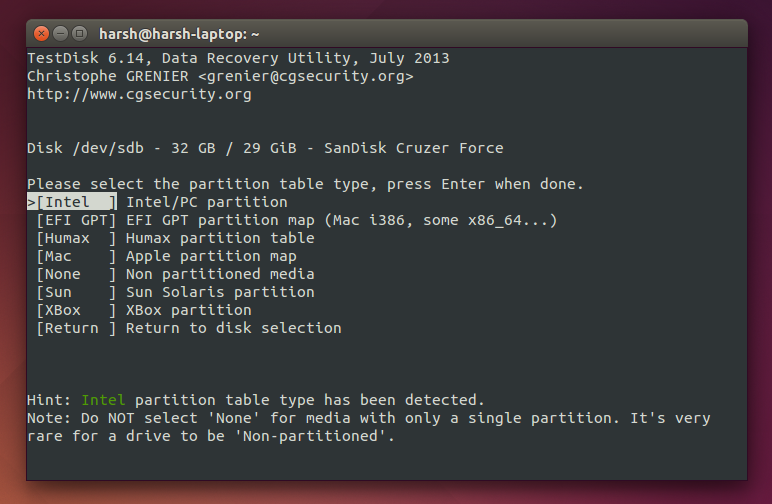 harsh@harsh-laptop: ~
TestDisk 6.14, Data Recovery Utility, July 2013
Christophe GRENIER <grenier@cgsecurity.org>
http://www.cgsecurity.org
Disk /dev/sdb - 32 GB / 29 GiB - SanDisk Cruzer Force
Please select the partition table type, press Enter when done.
>[Intel  ] Intel/PC partition
 [EFI GPT] EFI GPT partition map (Mac i386, some x86_64...)
 [Humax  ] Humax partition table
 [Mac    ] Apple partition map
 [None   ] Non partitioned media
 [Sun    ] Sun Solaris partition
 [XBox   ] XBox partition
 [Return ] Return to disk selection
Hint: Intel partition table type has been detected.
Note: Do NOT select 'None' for media with only a single partition. It's very
rare for a drive to be 'Non-partitioned'.